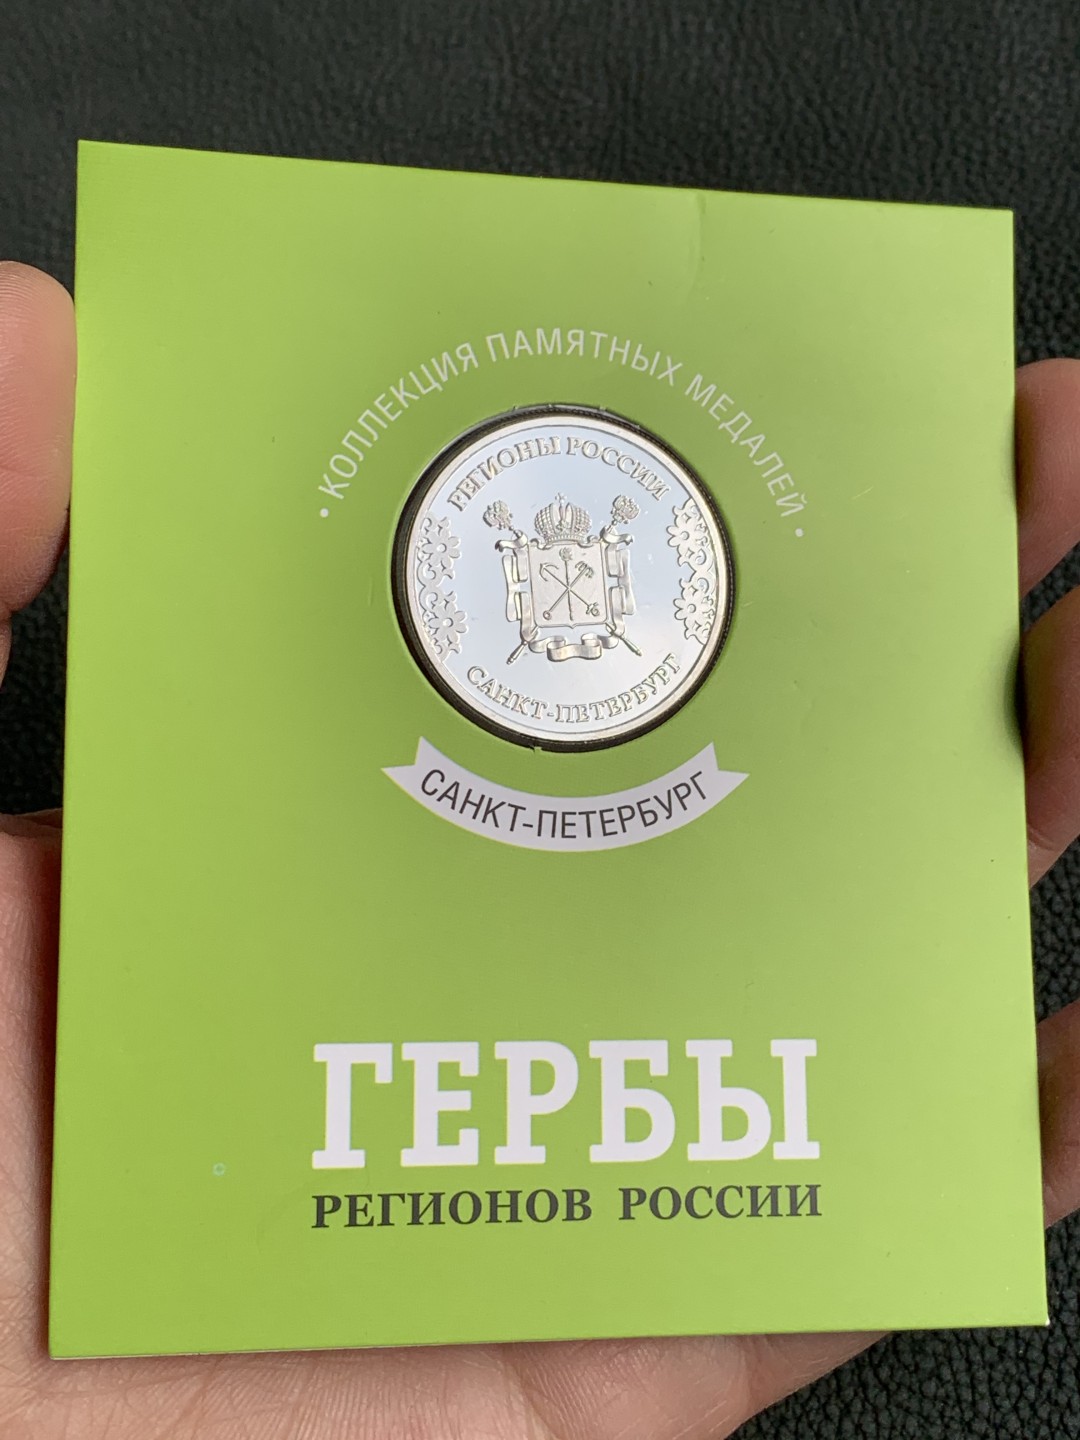 • КОЛЛЕКЦИЯ ПАМЯТНЫХ МЕДАЛЕЙ •
РЕГИОНЫ РОССИИ
САНКТ-ПЕТЕРБУРГ
САНКТ-ПЕТЕРБУРГ
ГЕРБЫ
РЕГИОНОВ РОССИИ